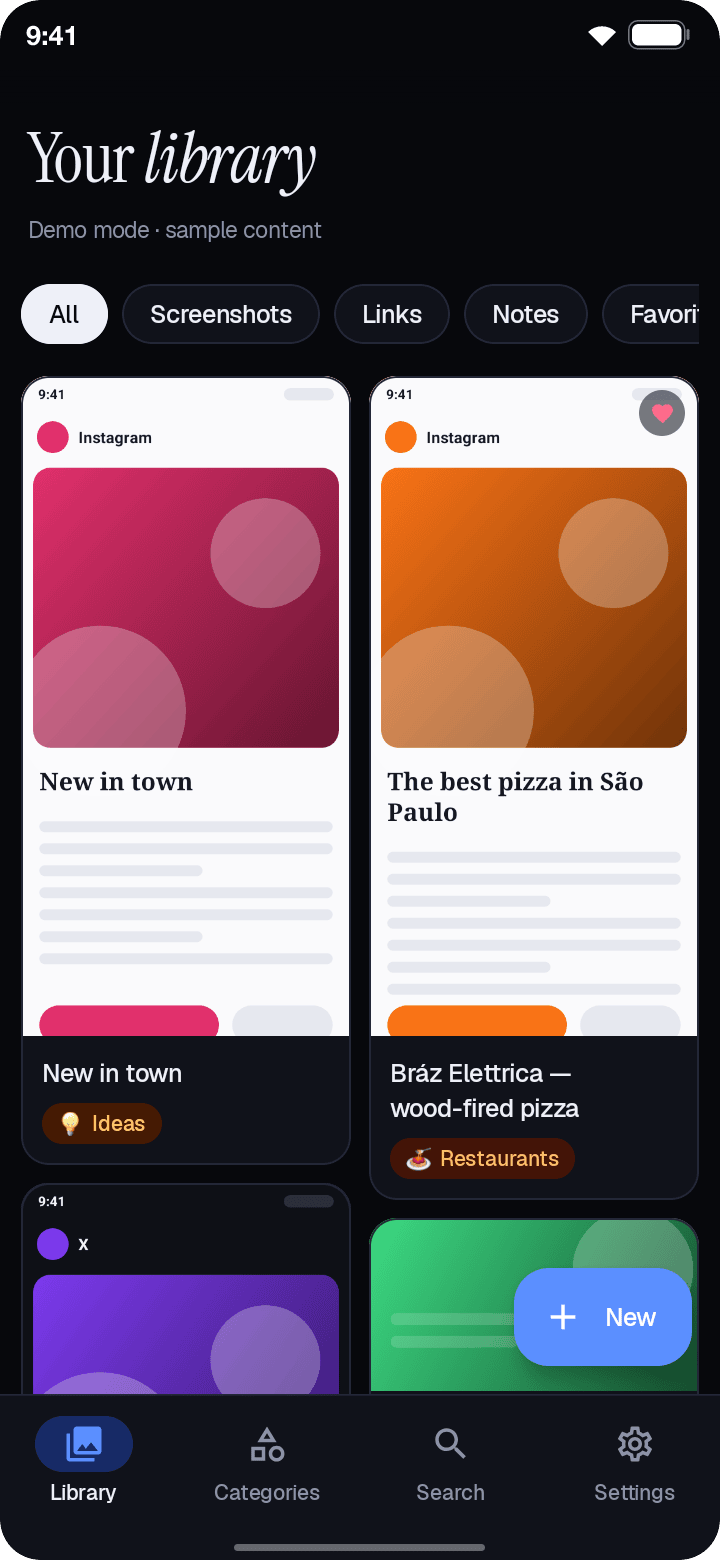 9:41
Your library
Demo mode · sample content
All
Screenshots
Links
Notes
Favorit
9:41
Instagram
New in town
New in town
💡 Ideas
9:41
Instagram
The best pizza in São
Paulo
Bráz Elettrica —
wood-fired pizza
🍝 Restaurants
9:41
X
+ New
Library
Categories
Search
Settings